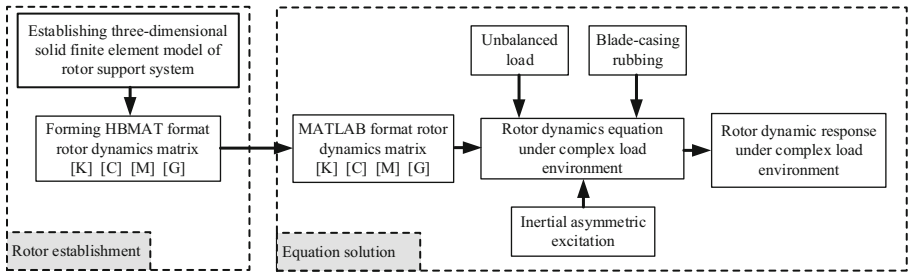 Establishing three-dimensional
solid finite element model of
rotor support system
Forming HBMAT format
rotor dynamics matrix
[K] [C] [M] [G]
Rotor establishment
MATLAB format rotor
dynamics matrix
[K] [C] [M] [G]
Unbalanced
load
Blade-casing
rubbing
Rotor dynamics equation
under complex load
environment
Inertial asymmetric
excitation
Rotor dynamic response
under complex load
environment
Equation solution